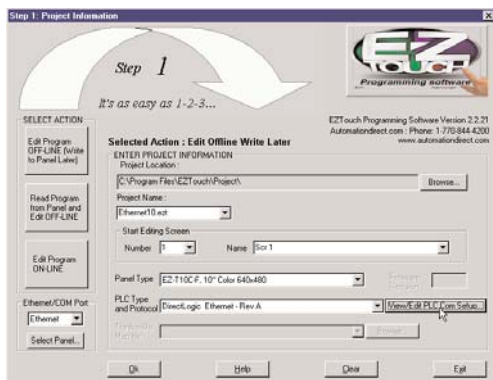 Step 1: Project Information
Step 1
It's as easy as 1-2-3...
EZ
TOUCH
Programming software
EZTouch Programming Software Version 2.2.21
Automationdirect.com : Phone: 1-770-844-4200
www.automationdirect.com
SELECT ACTION
Edit Program
OFF-LINE (Write
to Panel Later)
Read Program
from Panel and
Edit OFF-LINE
Edit Program
ON-LINE
Ethernet/COM Port
Ethernet
Select Panel...
Selected Action : Edit Offline Write Later
ENTER PROJECT INFORMATION
Project Location :
C:\Program Files\EZTouch\Project\
Browse...
Project Name :
Ethernet10.ezt
Start Editing Screen
Number 1 Name Scr 1
Panel Type EZ-T10C-F, 10" Color 640x480
PLC Type
and Protocol DirectLogic Ethernet - Rev A View/Edit PLC Com Setup...
Browse...
Ok Help Clear Exit